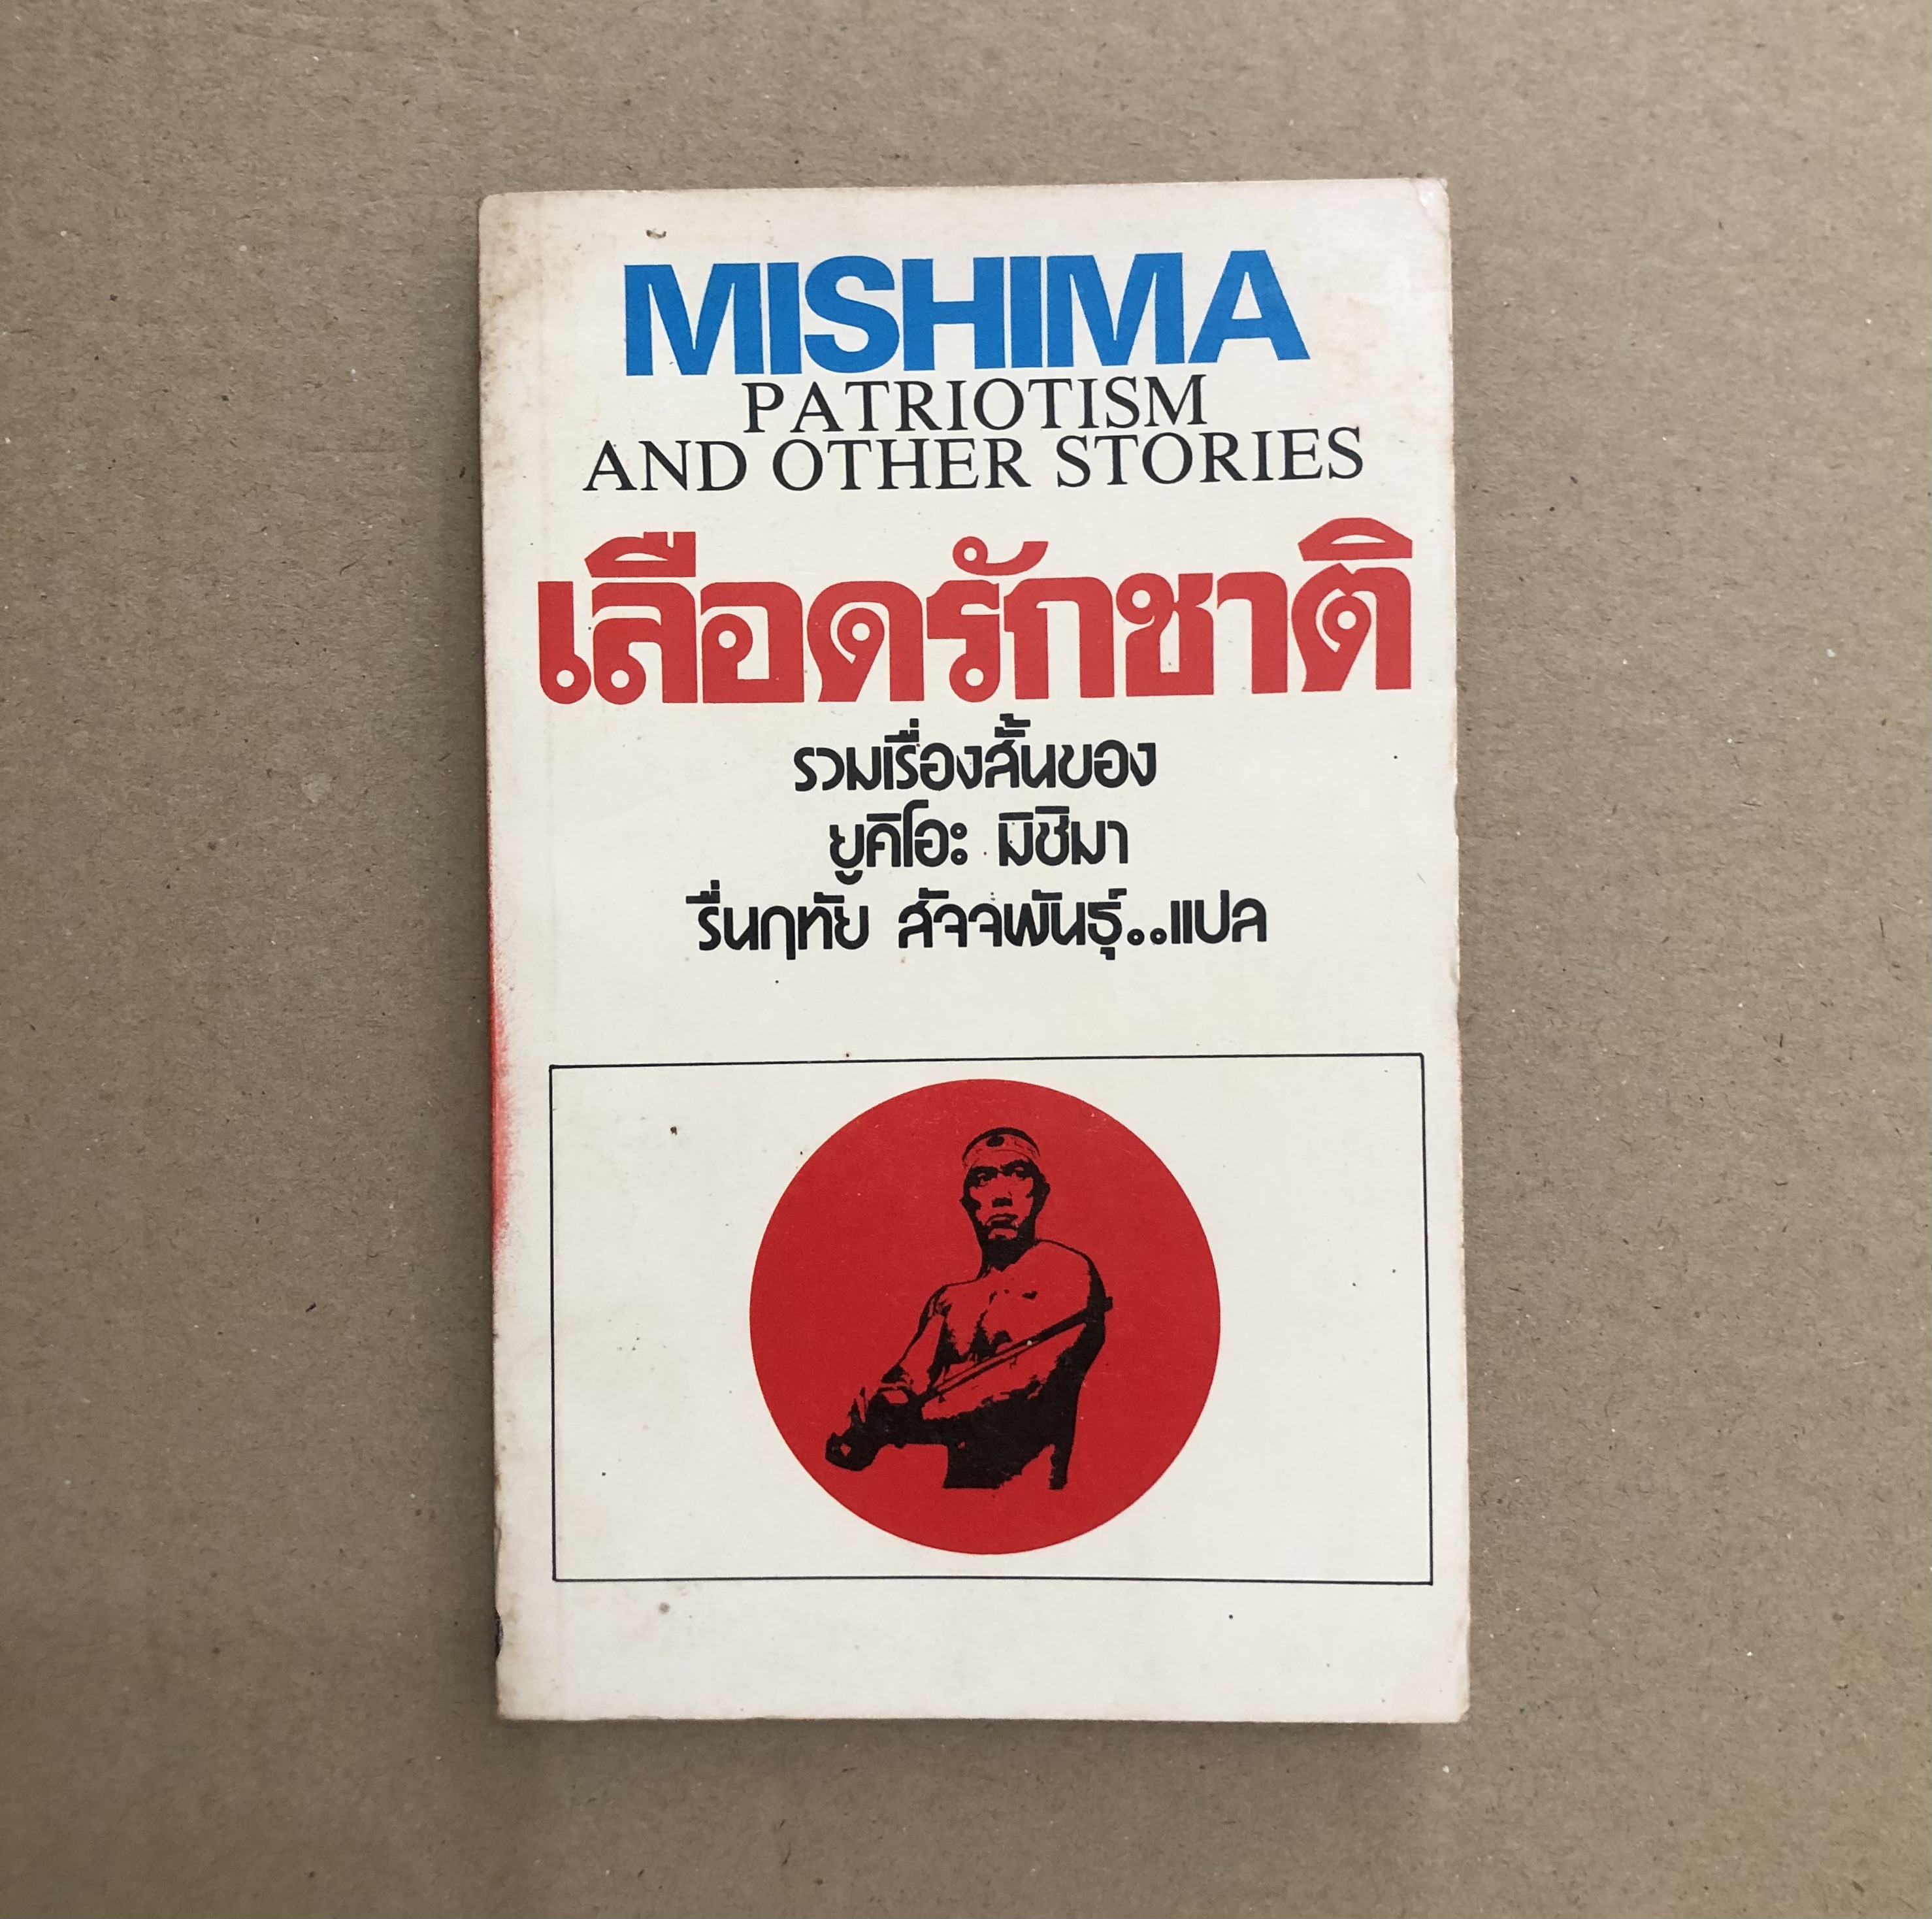 MISHIMA
PATRIOTISM
AND OTHER STORIES
เลือดรักชาติ
รวมเรื่องสั้นของ
ยูคิโอะ มิชิมา
รื่นฤทัย สัจจพันธุ์..แปล